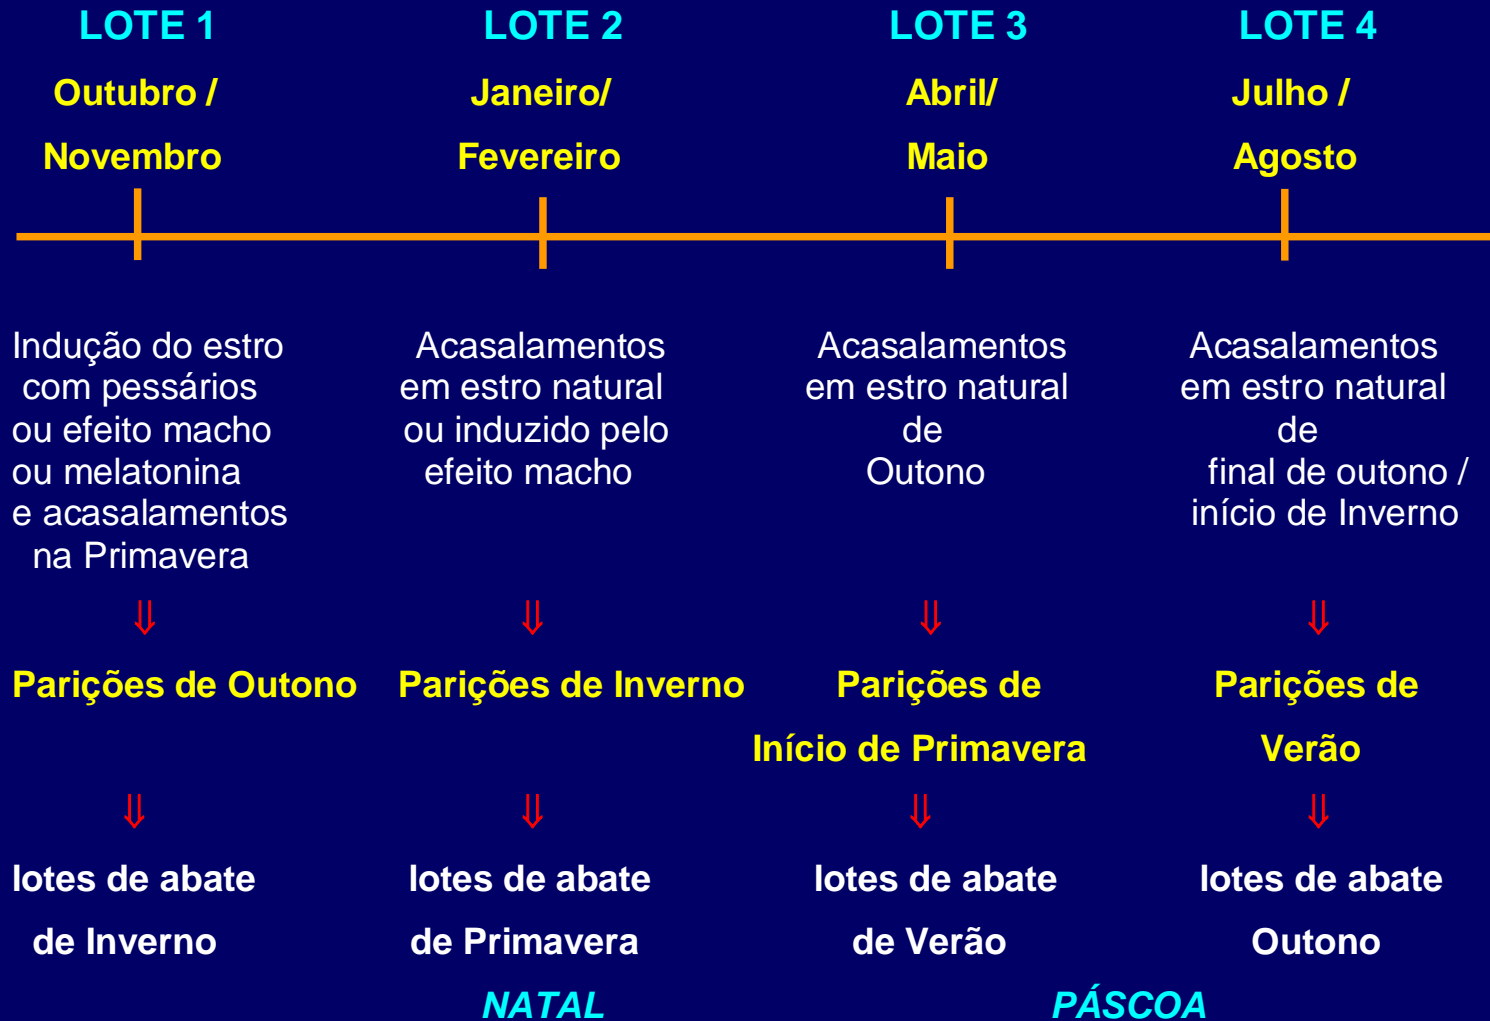 LOTE 1
Outubro /
Novembro
Indução do estro
com pessários
ou efeito macho
ou melatonina
e acasalamentos
na Primavera
⇓
Parições de Outono
⇓
lotes de abate
de Inverno
LOTE 2
Janeiro/
Fevereiro
Acasalamentos
em estro natural
ou induzido pelo
efeito macho
⇓
Parições de Inverno
⇓
lotes de abate
de Primavera
NATAL
LOTE 3
Abril/
Maio
Acasalamentos
em estro natural
de
Outono
⇓
Parições de
Início de Primavera
⇓
lotes de abate
de Verão
LOTE 4
Julho /
Agosto
Acasalamentos
em estro natural
de
final de outono /
início de Inverno
⇓
Parições de
Verão
⇓
lotes de abate
Outono
PÁSCOA